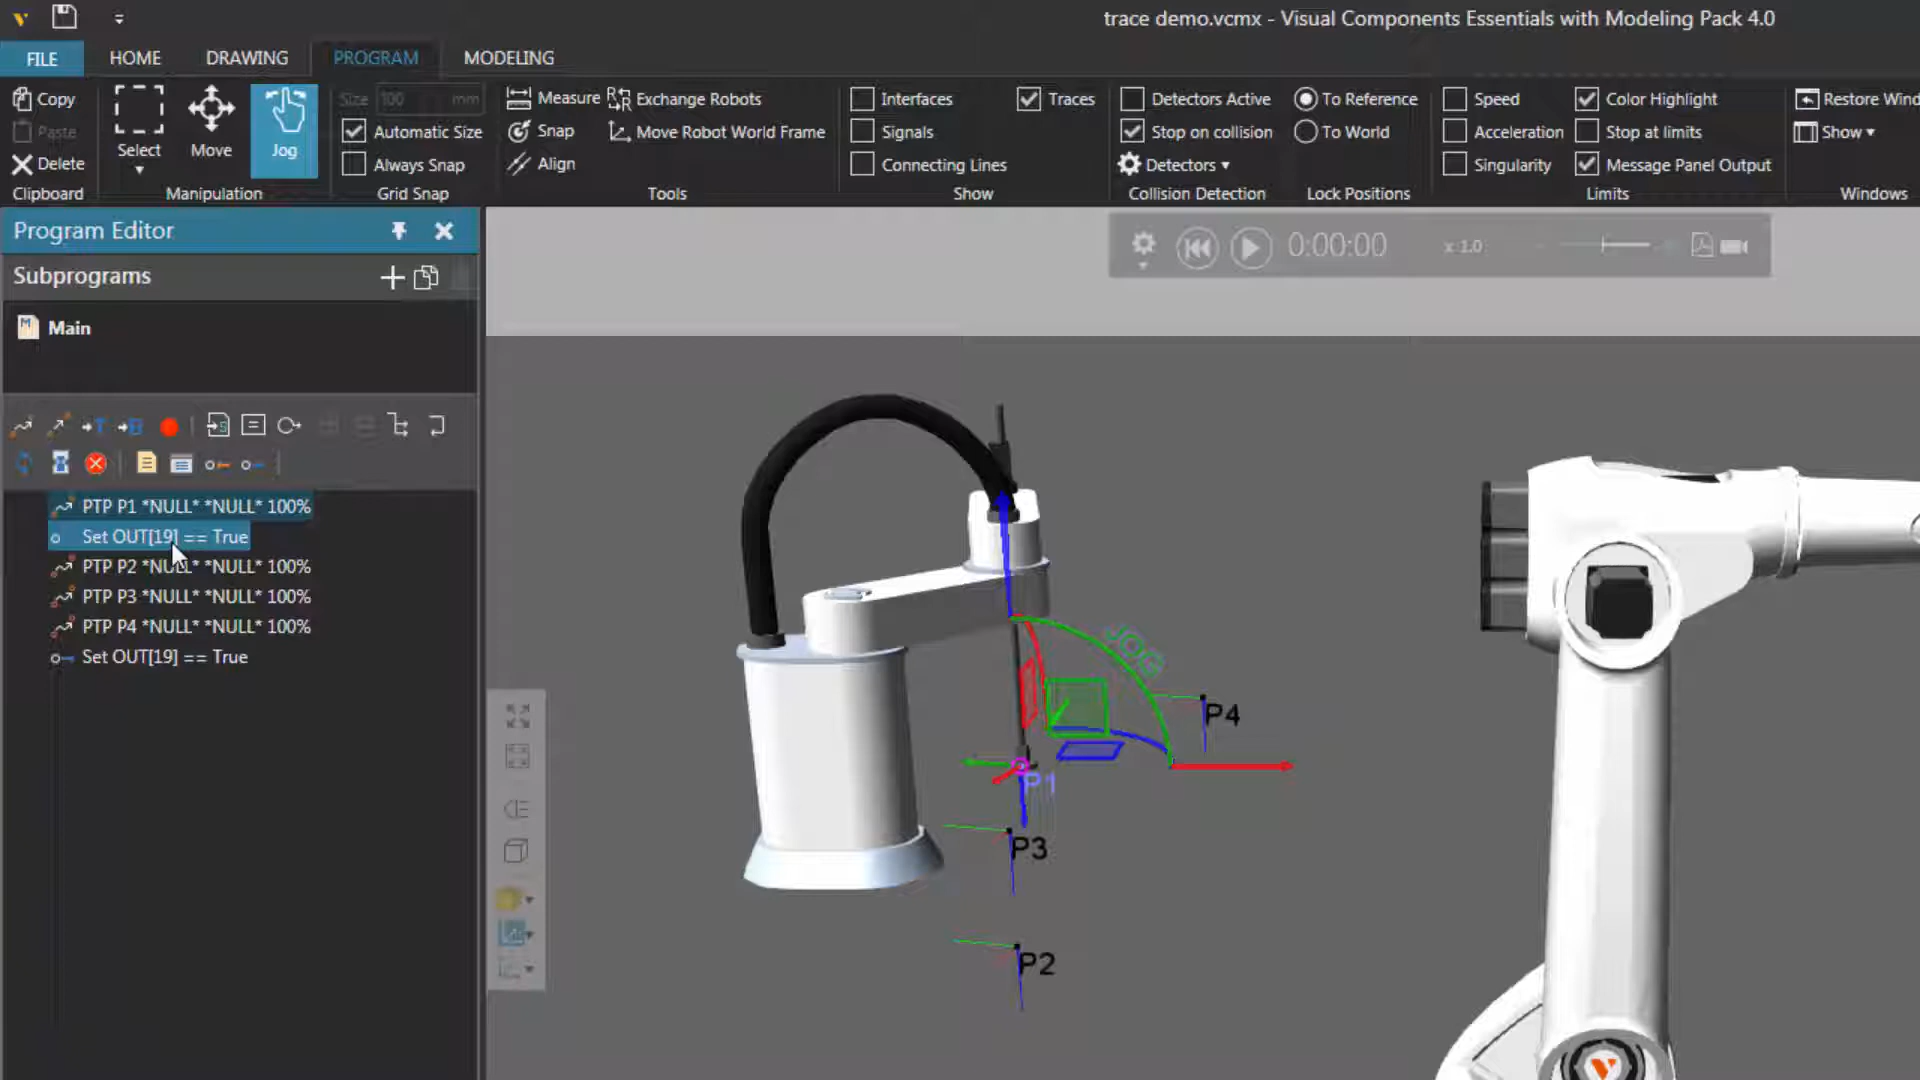 trace demo.vcmx - Visual Components Essentials with Modeling Pack 4.0
FILE HOME DRAWING PROGRAM MODELING
Copy
Paste
Delete
Clipboard
Select
Move
Jog
Manipulation
Size 100 mm
Automatic Size
Always Snap
Grid Snap
Measure
Snap
Align
Exchange Robots
Move Robot World Frame
Tools
Interfaces
Signals
Connecting Lines
Traces
Show
Detectors Active
Stop on collision
Detectors
Collision Detection
To Reference
To World
Lock Positions
Speed
Acceleration
Singularity
Color Highlight
Stop at limits
Message Panel Output
Limits
Restore Wind
Show
Windows
Program Editor
Subprograms
Main
PTP P1 *NULL* *NULL* 100%
Set OUT[19] == True
PTP P2 *NULL* *NULL* 100%
PTP P3 *NULL* *NULL* 100%
PTP P4 *NULL* *NULL* 100%
Set OUT[19] == True
0:00:00
x 1.0
JOG
P4
P1
P3
P2